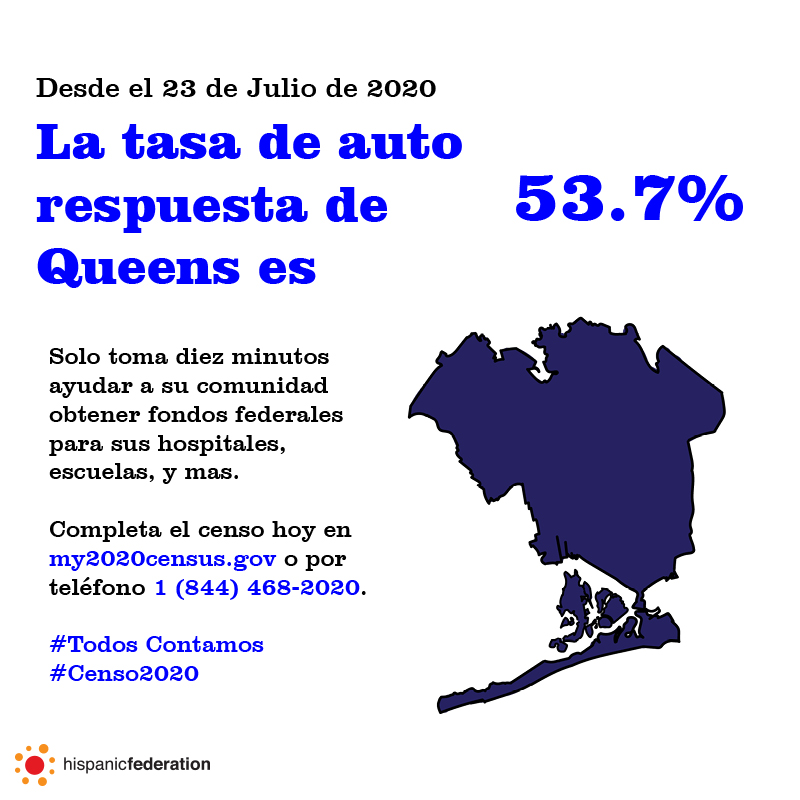 Desde el 23 de Julio de 2020
La tasa de auto
respuesta de
Queens es
53.7%
Solo toma diez minutos
ayudar a su comunidad
obtener fondos federales
para sus hospitales,
escuelas, y mas.
Completa el censo hoy en
my2020census.gov o por
teléfono 1 (844) 468-2020.
#Todos Contamos
#Censo2020
hispanicfederation